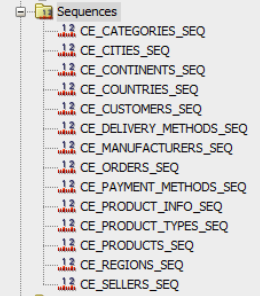 Sequences
CE_CATEGORIES_SEQ
CE_CITIES_SEQ
CE_CONTINENTS_SEQ
CE_COUNTRIES_SEQ
CE_CUSTOMERS_SEQ
CE_DELIVERY_METHODS_SEQ
CE_MANUFACTURERS_SEQ
CE_ORDERS_SEQ
CE_PAYMENT_METHODS_SEQ
CE_PRODUCT_INFO_SEQ
CE_PRODUCT_TYPES_SEQ
CE_PRODUCTS_SEQ
CE_REGIONS_SEQ
CE_SELLERS_SEQ